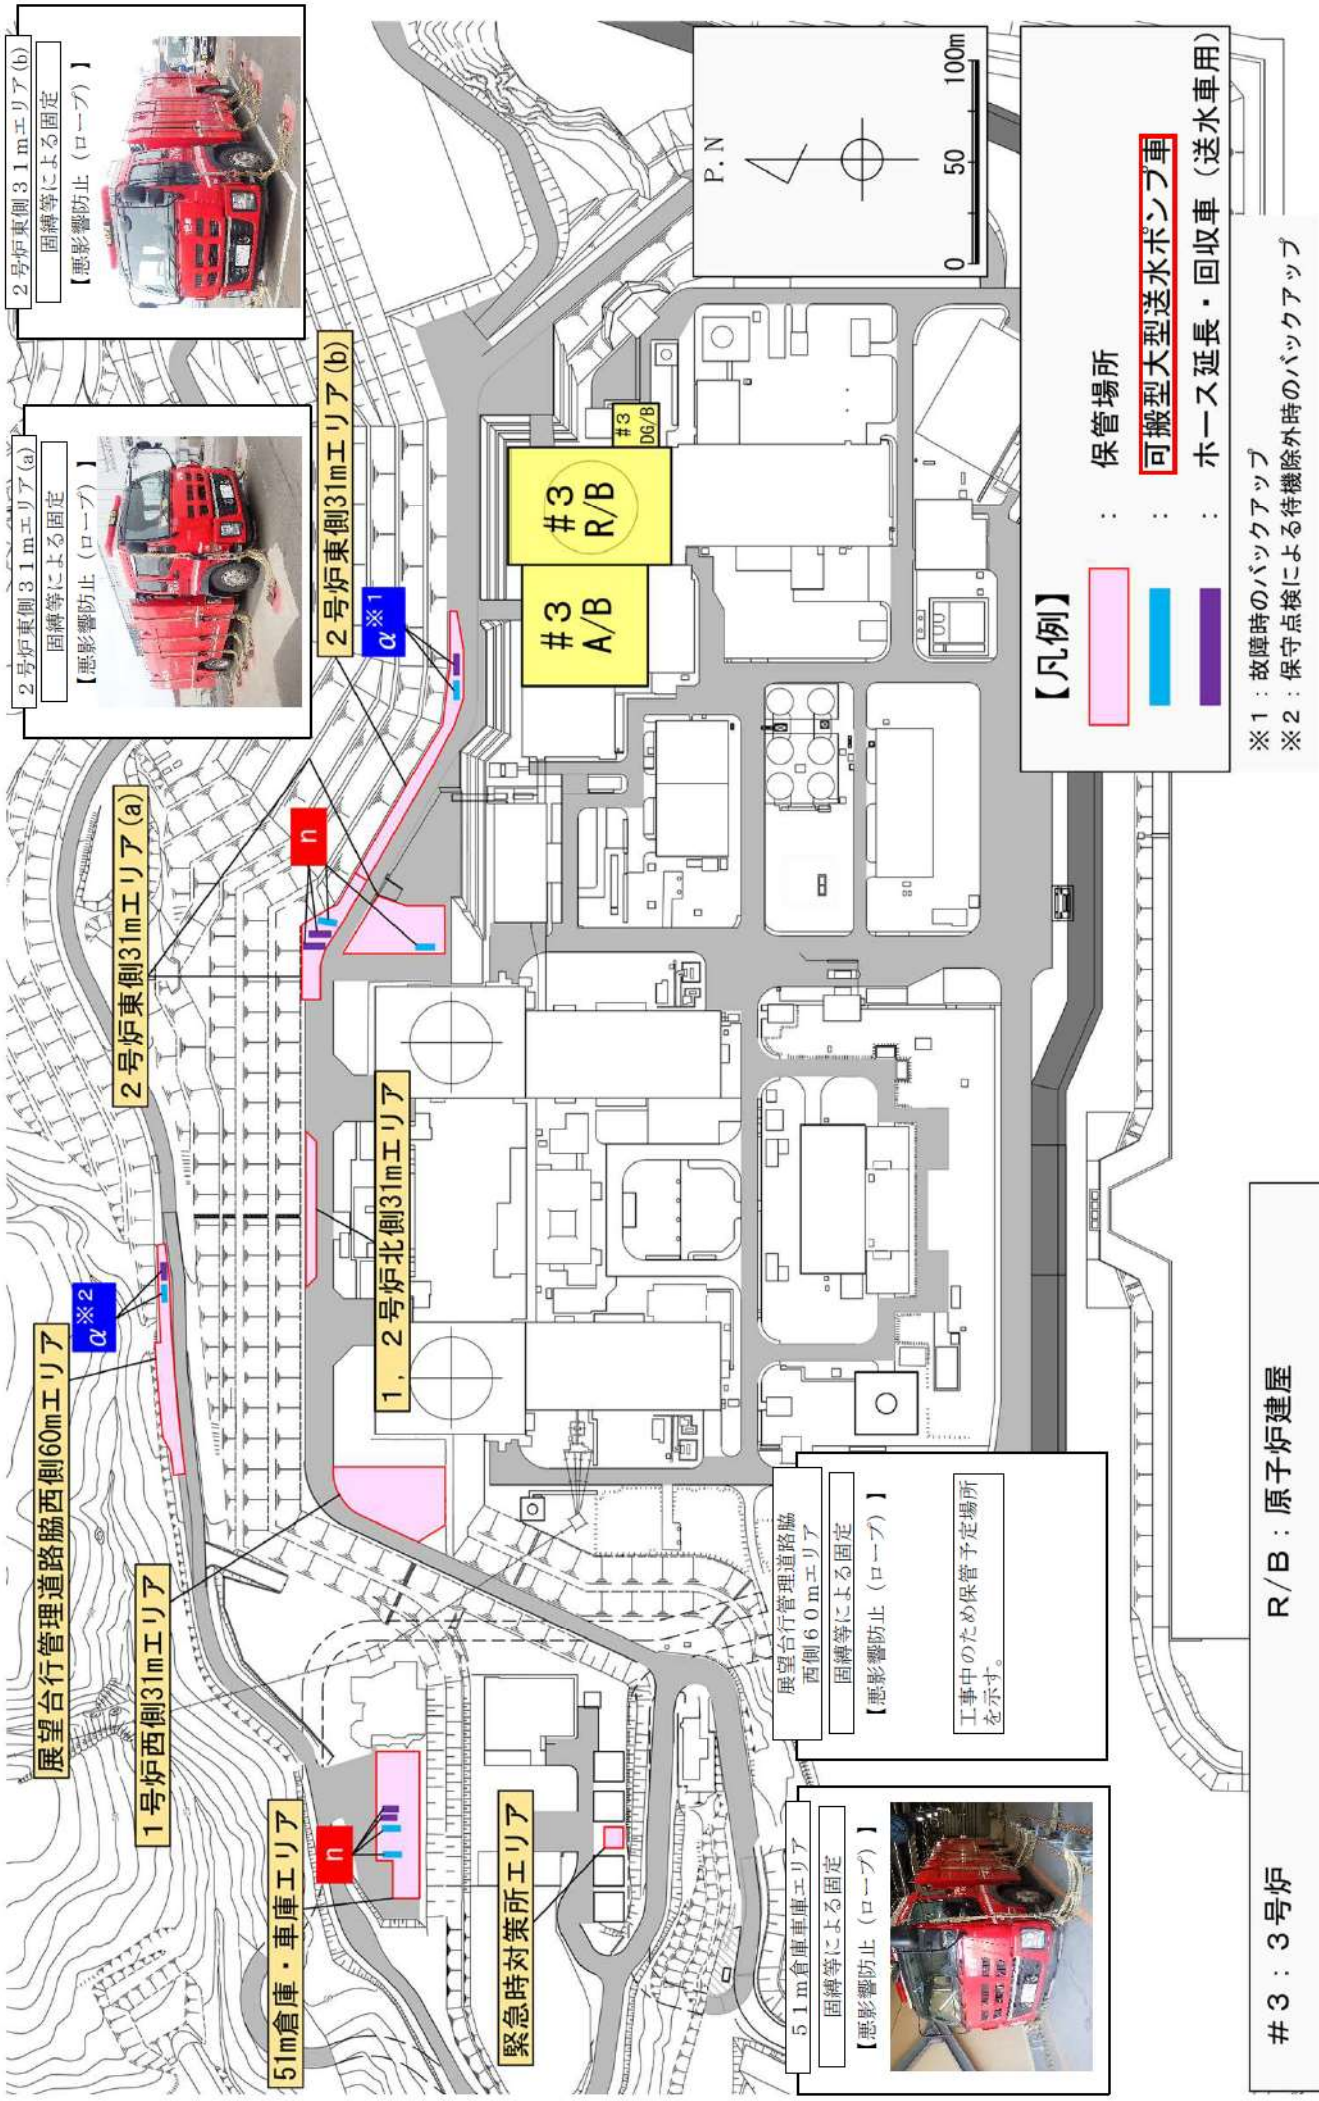 展望台行管理道路脇西側60mエリア
α※2
1号炉西側31mエリア
51m倉庫・車庫エリア
n
緊急時対策所エリア
1，2号炉北側31mエリア
2号炉東側31mエリア(a)
n
2号炉東側31mエリア(b)
α※1
#3
A/B
#3
R/B
#3
DG/B
2号炉東側31mエリア(a)
固縛等による固定
【悪影響防止（ロープ）】
2号炉東側31mエリア(b)
固縛等による固定
【悪影響防止（ロープ）】
51m倉庫車庫エリア
固縛等による固定
【悪影響防止（ロープ）】
展望台行管理道路脇
西側60mエリア
固縛等による固定
【悪影響防止（ロープ）】
工事中のため保管予定場所
を示す。
P.N
0 50 100m
【凡例】
： 保管場所
： 可搬型大型送水ポンプ車
： ホース延長・回収車（送水車用）
※1：故障時のバックアップ
※2：保守点検による待機除外時のバックアップ
#3：3号炉 R/B：原子炉建屋